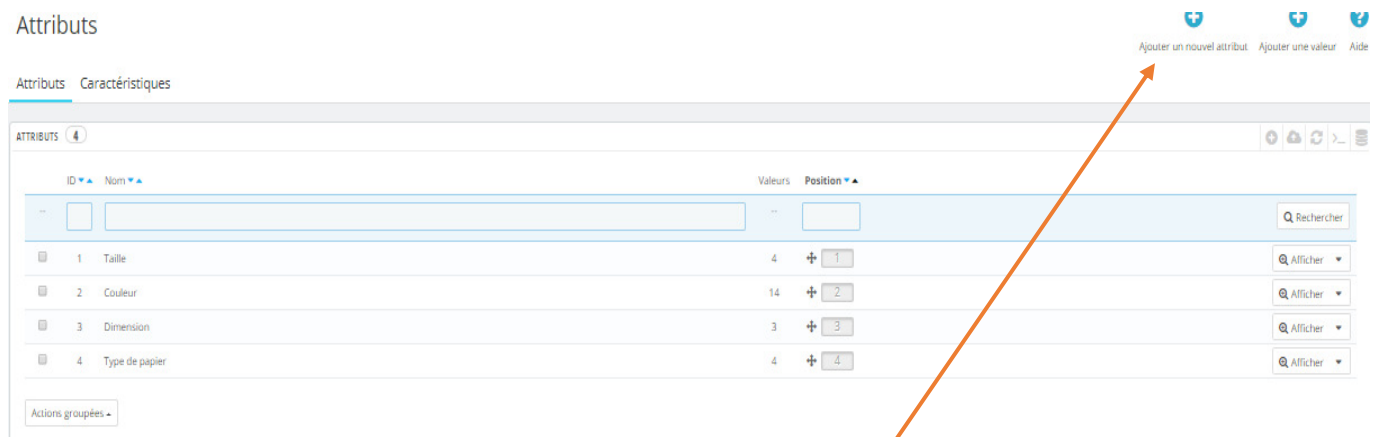 Attributs
Ajouter un nouvel attribut Ajouter une valeur Aide
Attributs Caractéristiques
ATTRIBUTS 4
ID Nom Valeurs Position
-- --
Rechercher
1 Taille 4 1 Afficher
2 Couleur 14 2 Afficher
3 Dimension 3 3 Afficher
4 Type de papier 4 4 Afficher
Actions groupées